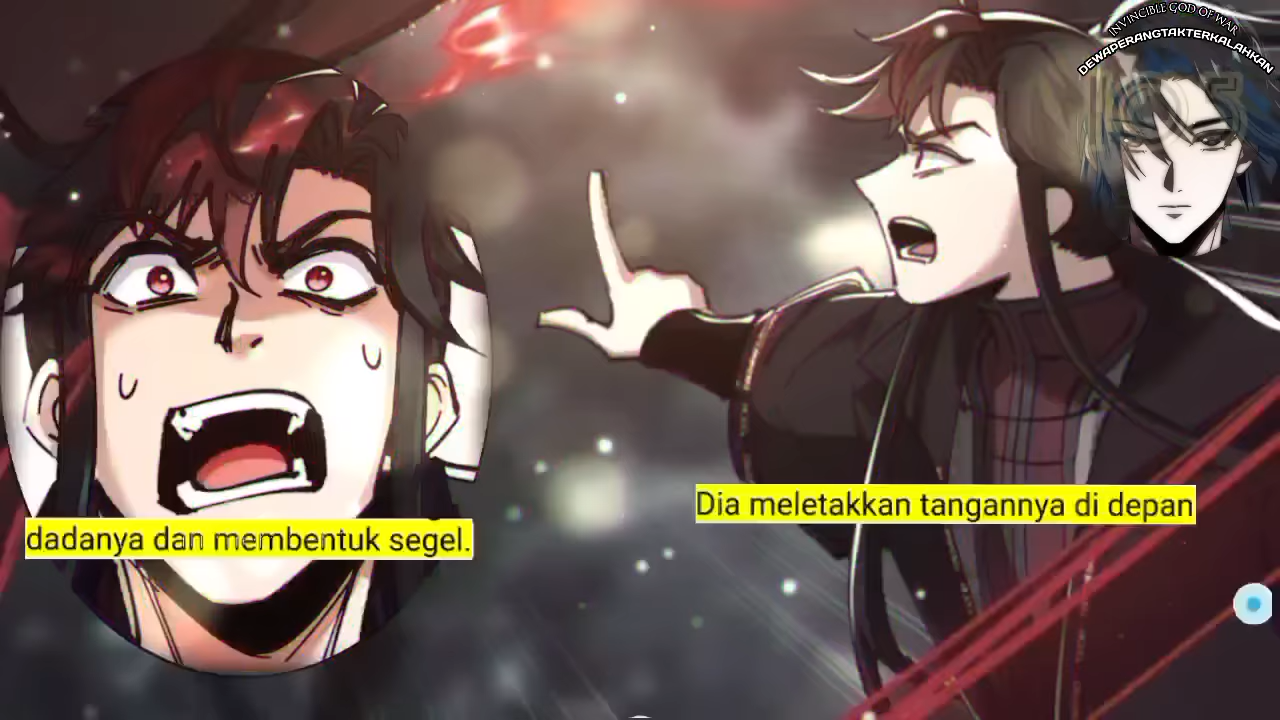 INVINCIBLE GOD OF WAR
DEWAPERANGTAKTERKALAHKAN
Dia meletakkan tangannya di depan
dadanya dan membentuk segel.